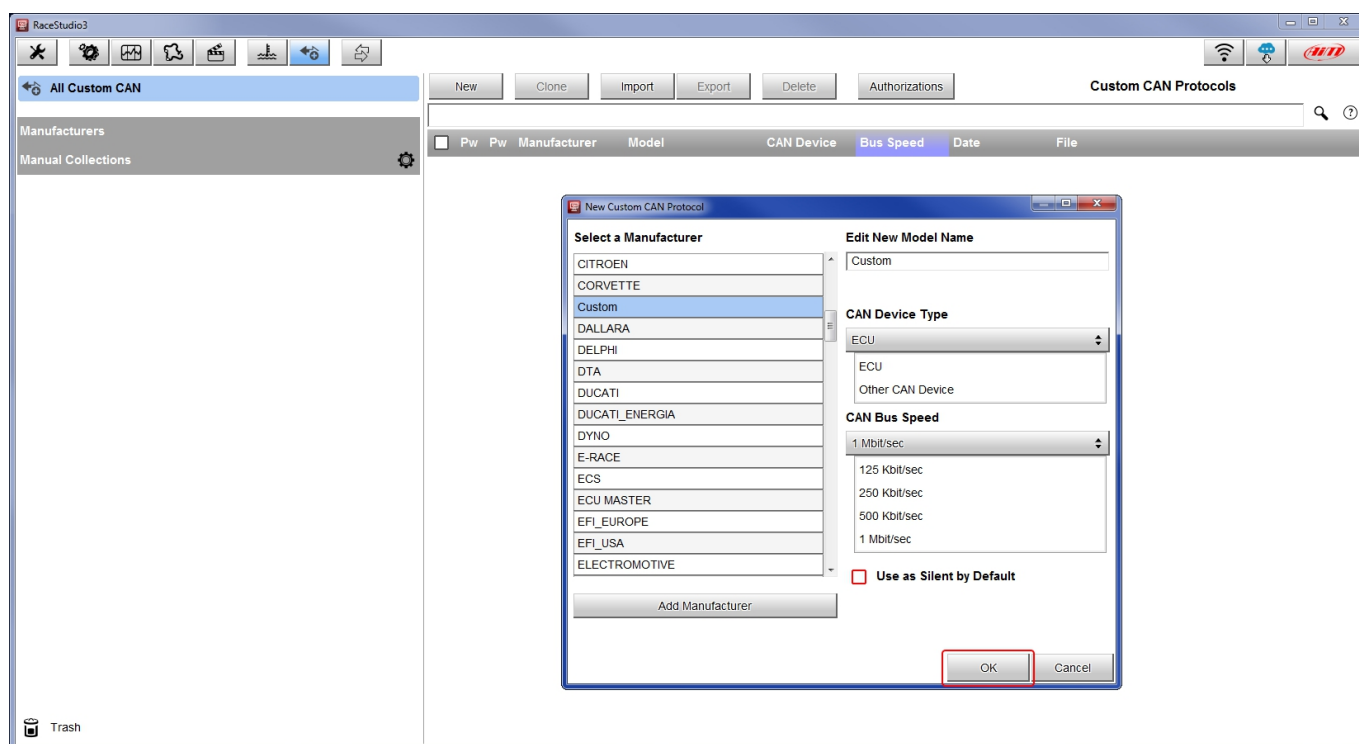 RaceStudio3
AiM
All Custom CAN
Manufacturers
Manual Collections
Trash
New Clone Import Export Delete Authorizations Custom CAN Protocols
Pw Pw Manufacturer Model CAN Device Bus Speed Date File
New Custom CAN Protocol
Select a Manufacturer
CITROEN
CORVETTE
Custom
DALLARA
DELPHI
DTA
DUCATI
DUCATI_ENERGIA
DYNO
E-RACE
ECS
ECU MASTER
EFI_EUROPE
EFI_USA
ELECTROMOTIVE
Add Manufacturer
Edit New Model Name
Custom
CAN Device Type
ECU
ECU
Other CAN Device
CAN Bus Speed
1 Mbit/sec
125 Kbit/sec
250 Kbit/sec
500 Kbit/sec
1 Mbit/sec
Use as Silent by Default
OK Cancel